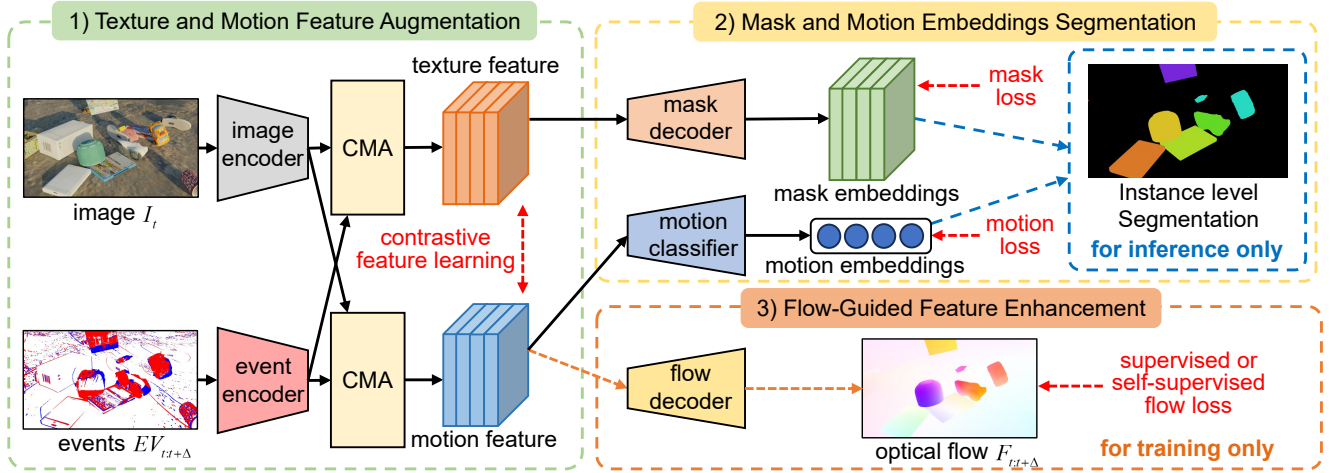 1) Texture and Motion Feature Augmentation
image
encoder
image I_t
CMA
texture feature
contrastive
feature learning
event
encoder
events EV_{t:t+Δ}
CMA
motion feature
2) Mask and Motion Embeddings Segmentation
mask
decoder
mask embeddings
mask
loss
motion
classifier
motion embeddings
motion
loss
Instance level
Segmentation
for inference only
3) Flow-Guided Feature Enhancement
flow
decoder
optical flow F_{t:t+Δ}
supervised or
self-supervised
flow loss
for training only